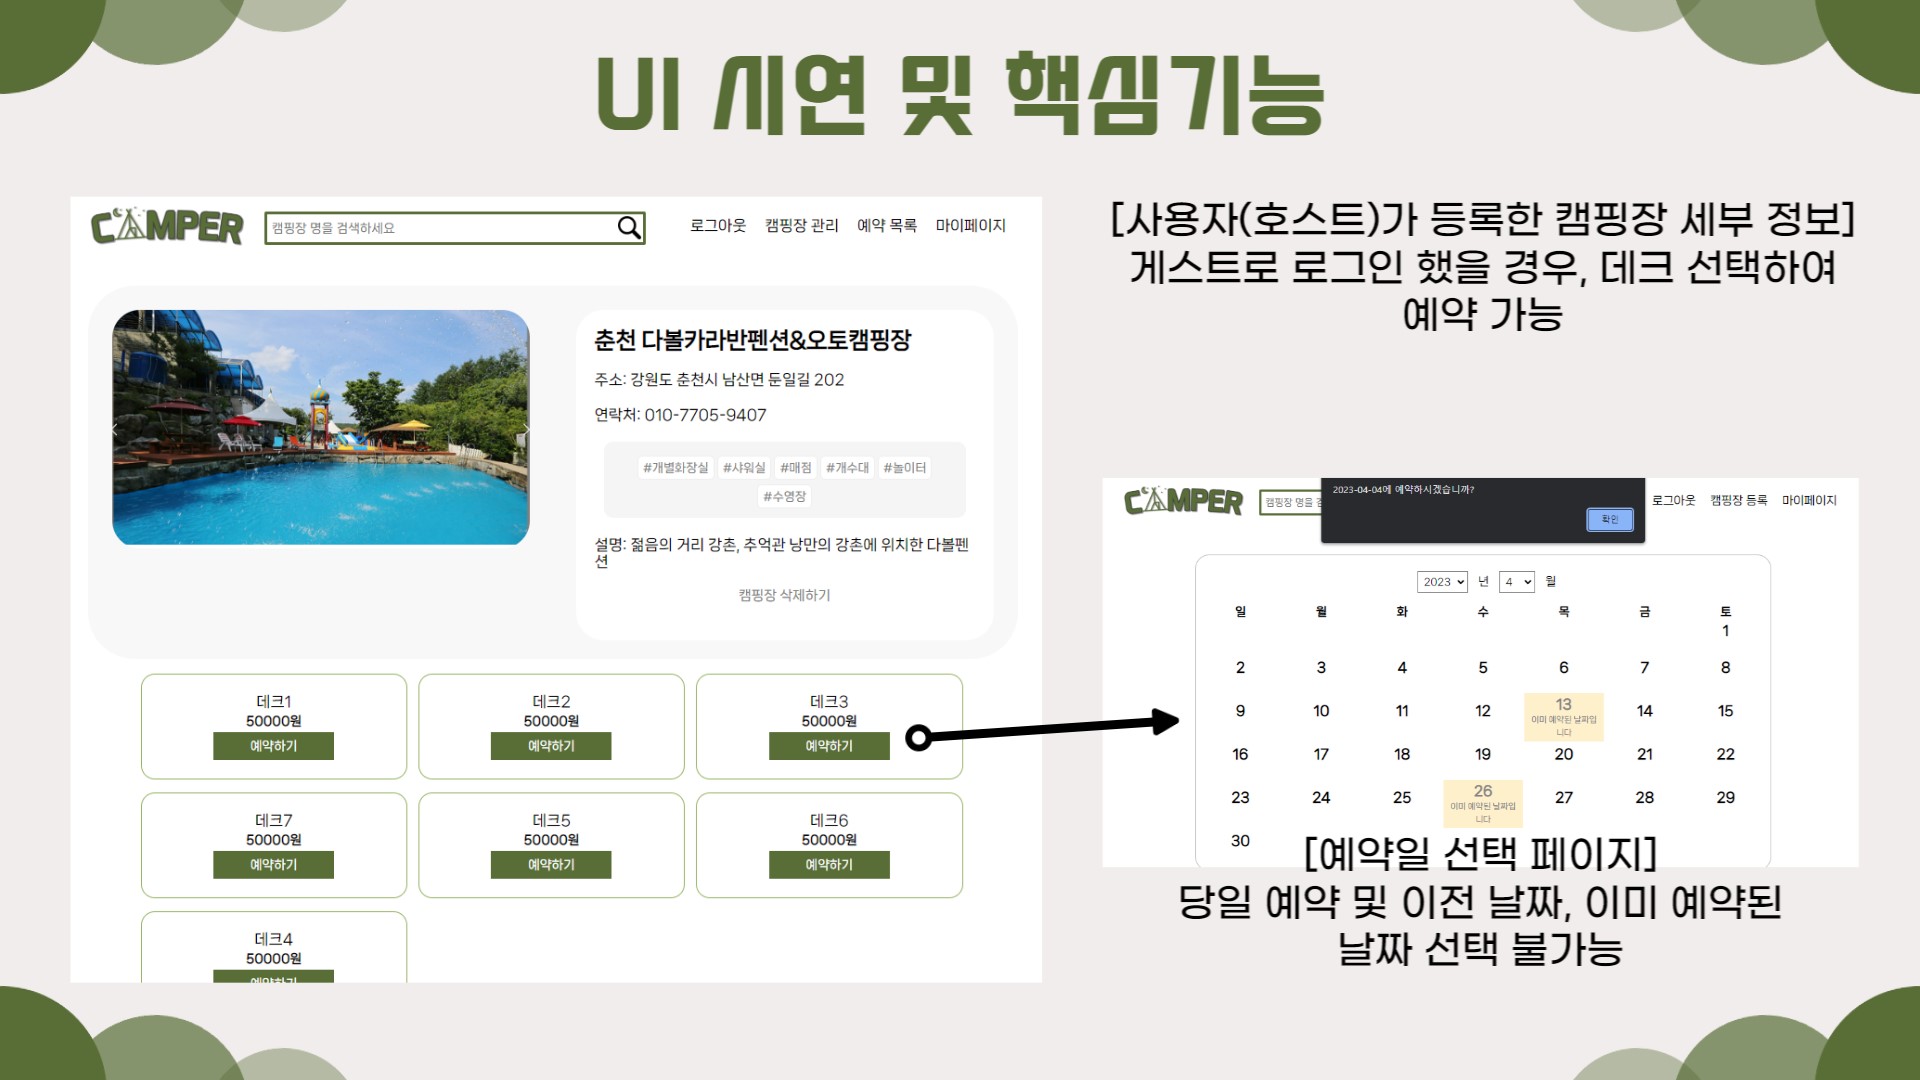 UI 시연 및 핵심기능
CAMPER
캠핑장 명을 검색하세요
로그아웃 캠핑장 관리 예약 목록 마이페이지
춘천 다볼카라반펜션&오토캠핑장
주소: 강원도 춘천시 남산면 둔일길 202
연락처: 010-7705-9407
#개별화장실 #샤워실 #매점 #개수대 #놀이터
#수영장
설명: 젊음의 거리 강촌, 추억관 낭만의 강촌에 위치한 다볼펜
션
캠핑장 삭제하기
데크1 데크2 데크3
50000원 50000원 50000원
예약하기 예약하기 예약하기
데크7 데크5 데크6
50000원 50000원 50000원
예약하기 예약하기 예약하기
데크4
50000원
예약하기
[사용자(호스트)가 등록한 캠핑장 세부 정보]
게스트로 로그인 했을 경우, 데크 선택하여
예약 가능
CAMPER
캠핑장 명을
2023-04-04에 예약하시겠습니까?
확인
로그아웃 캠핑장 등록 마이페이지
2023 년 4 월
일 월 화 수 목 금 토
1
2 3 4 5 6 7 8
9 10 11 12 13 14 15
이미 예약된 날짜입
니다
16 17 18 19 20 21 22
23 24 25 26 27 28 29
이미 예약된 날짜입
니다
30
[예약일 선택 페이지]
당일 예약 및 이전 날짜, 이미 예약된
날짜 선택 불가능